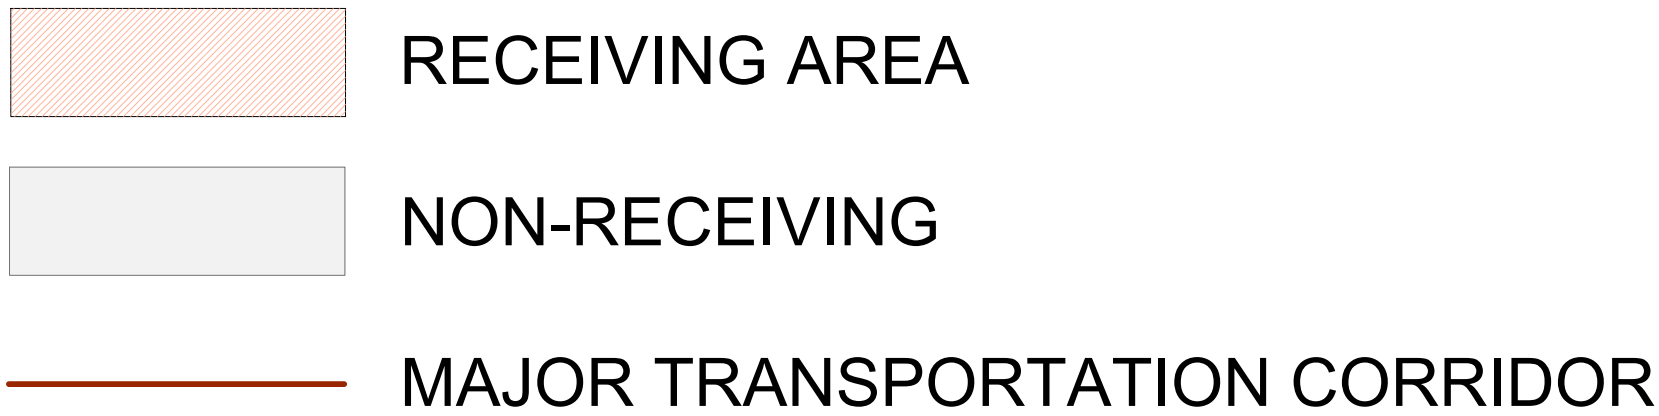 RECEIVING AREA
NON-RECEIVING
MAJOR TRANSPORTATION CORRIDOR